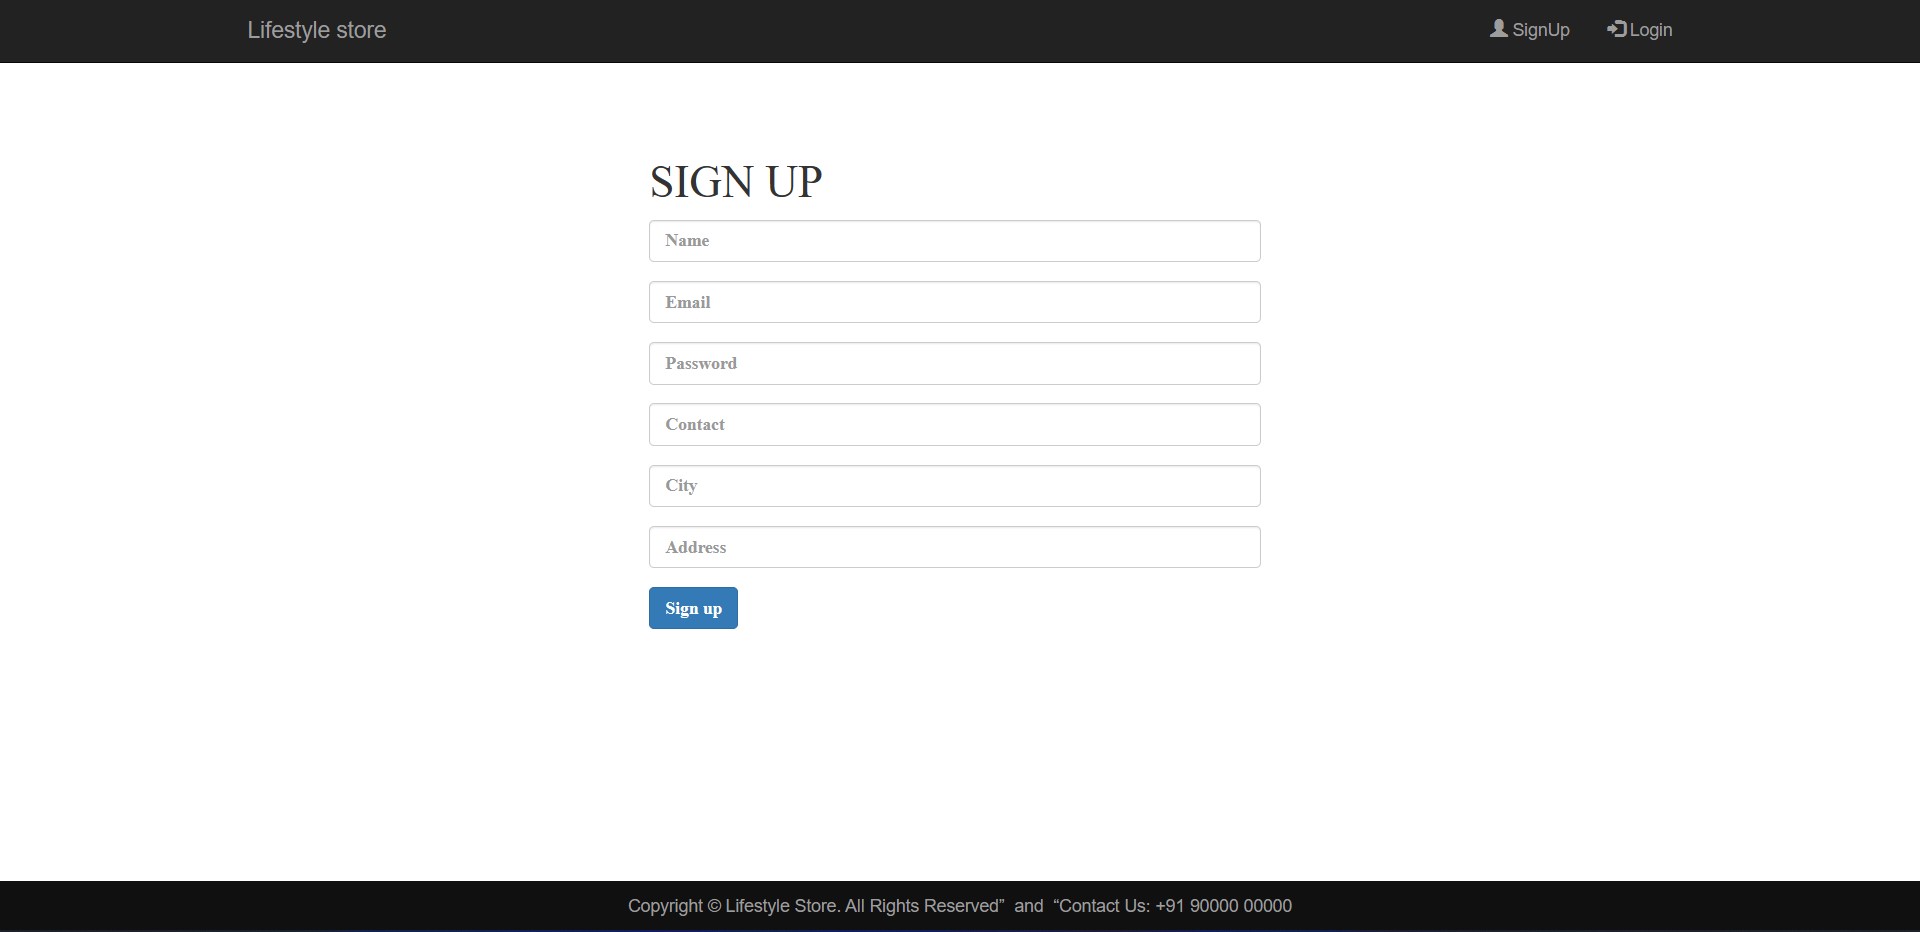 Lifestyle store
SignUp
Login
SIGN UP
Name
Email
Password
Contact
City
Address
Sign up
Copyright © Lifestyle Store. All Rights Reserved” and “Contact Us: +91 90000 00000